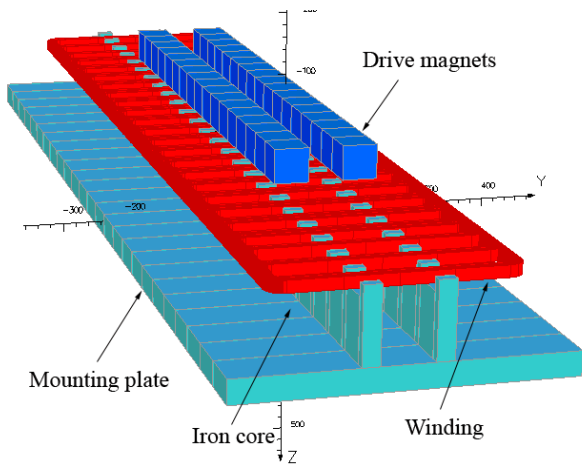 -100
Drive magnets
400
Y
-300
-200
Mounting plate
Iron core
500
Z
Winding